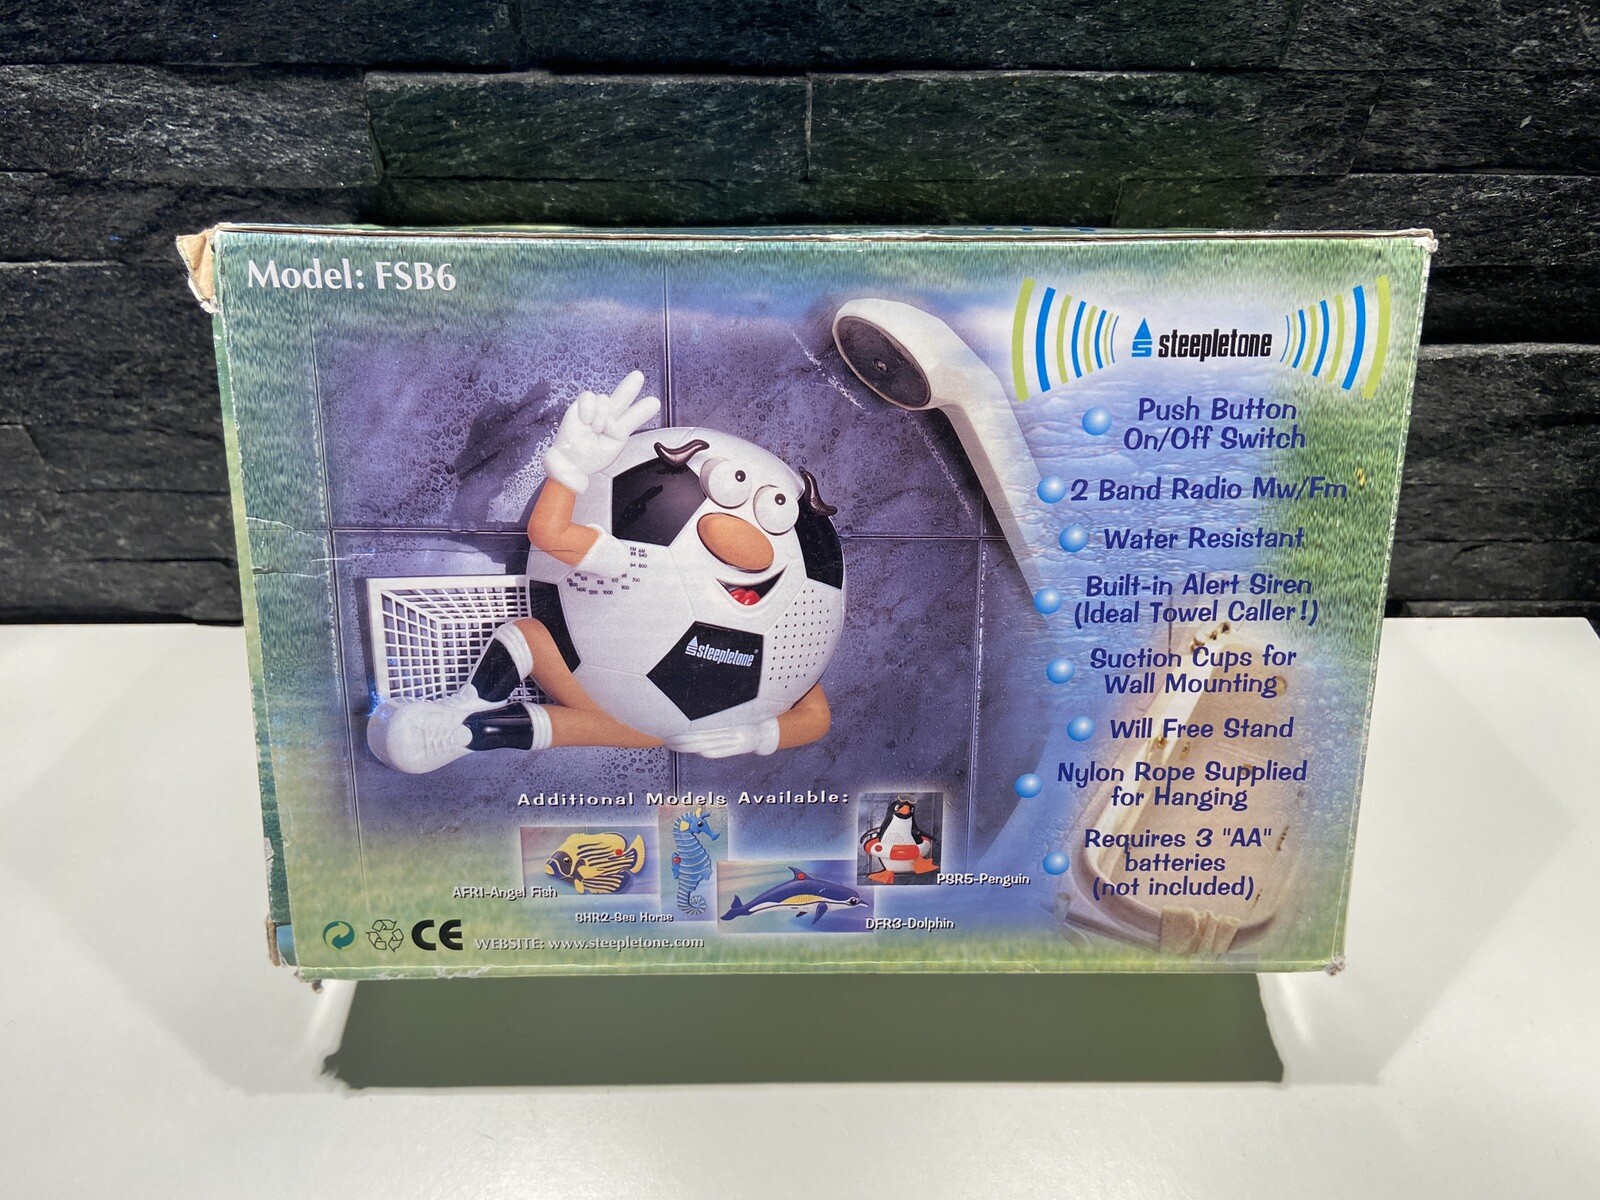 Model: FSB6
steepletone
Push Button
On/Off Switch
2 Band Radio Mw/Fm
Water Resistant
Built-in Alert Siren
(Ideal Towel Caller!)
Suction Cups for
Wall Mounting
Will Free Stand
Nylon Rope Supplied
for Hanging
Requires 3 "AA"
batteries
(not included)
steepletone®
Additional Models Available:
AFR1-Angel Fish
SHR2-Sea Horse
DFR3-Dolphin
PSR5-Penguin
CE WEBSITE: www.steepletone.com